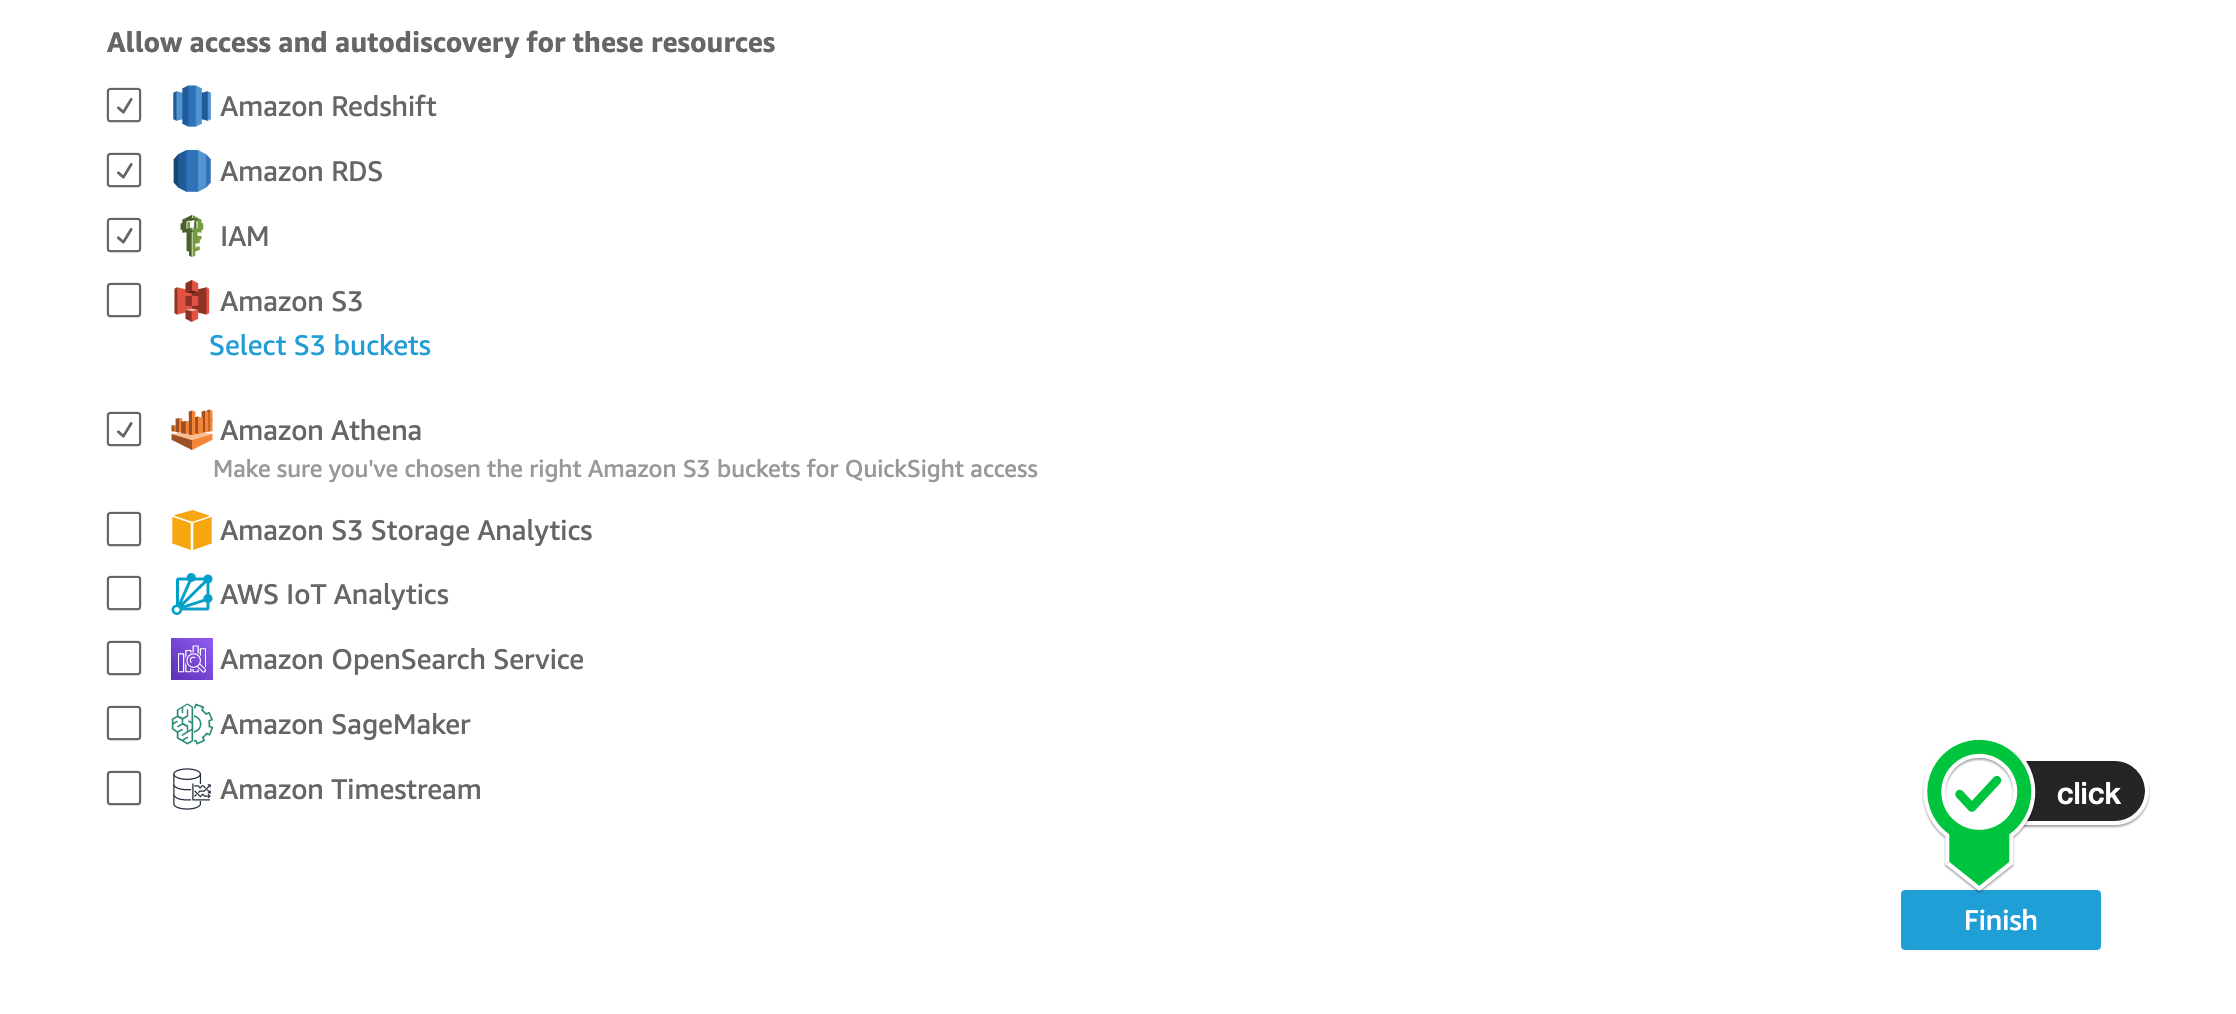 Allow access and autodiscovery for these resources
Amazon Redshift
Amazon RDS
IAM
Amazon S3
Select S3 buckets
Amazon Athena
Make sure you've chosen the right Amazon S3 buckets for QuickSight access
Amazon S3 Storage Analytics
AWS IoT Analytics
Amazon OpenSearch Service
Amazon SageMaker
Amazon Timestream
click
Finish